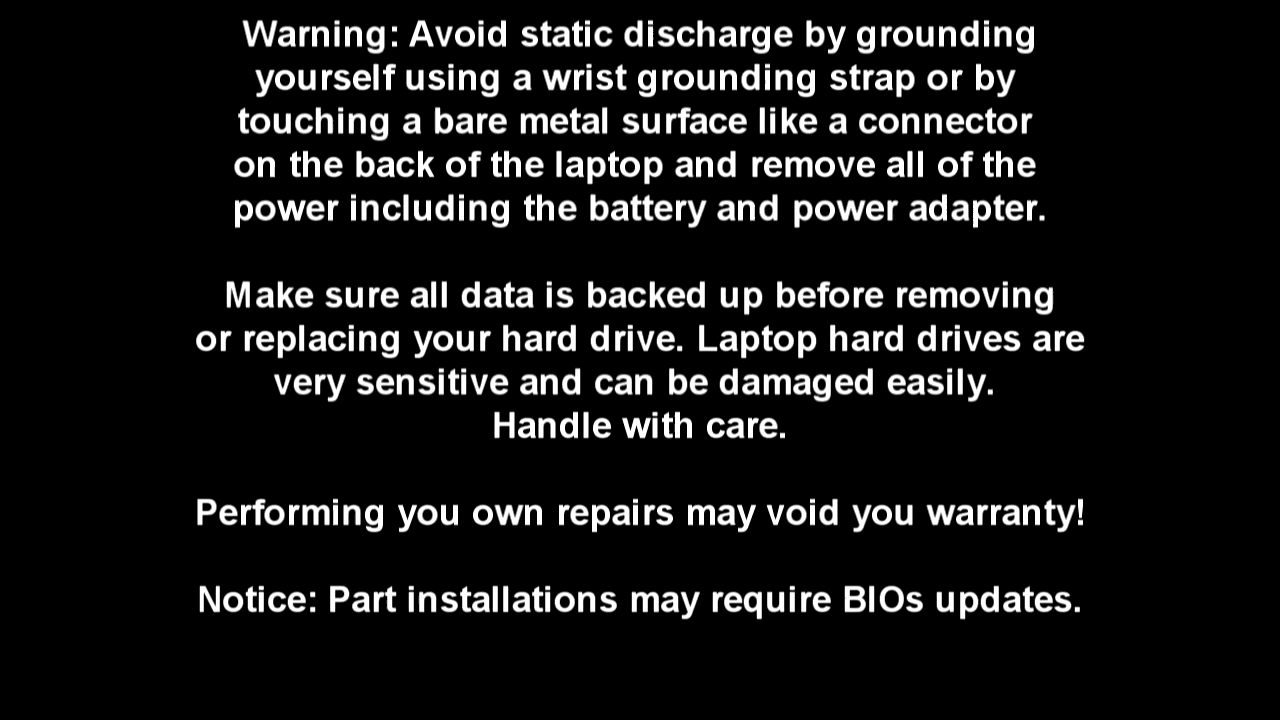 Warning: Avoid static discharge by grounding
yourself using a wrist grounding strap or by
touching a bare metal surface like a connector
on the back of the laptop and remove all of the
power including the battery and power adapter.
Make sure all data is backed up before removing
or replacing your hard drive. Laptop hard drives are
very sensitive and can be damaged easily.
Handle with care.
Performing you own repairs may void you warranty!
Notice: Part installations may require BIOs updates.